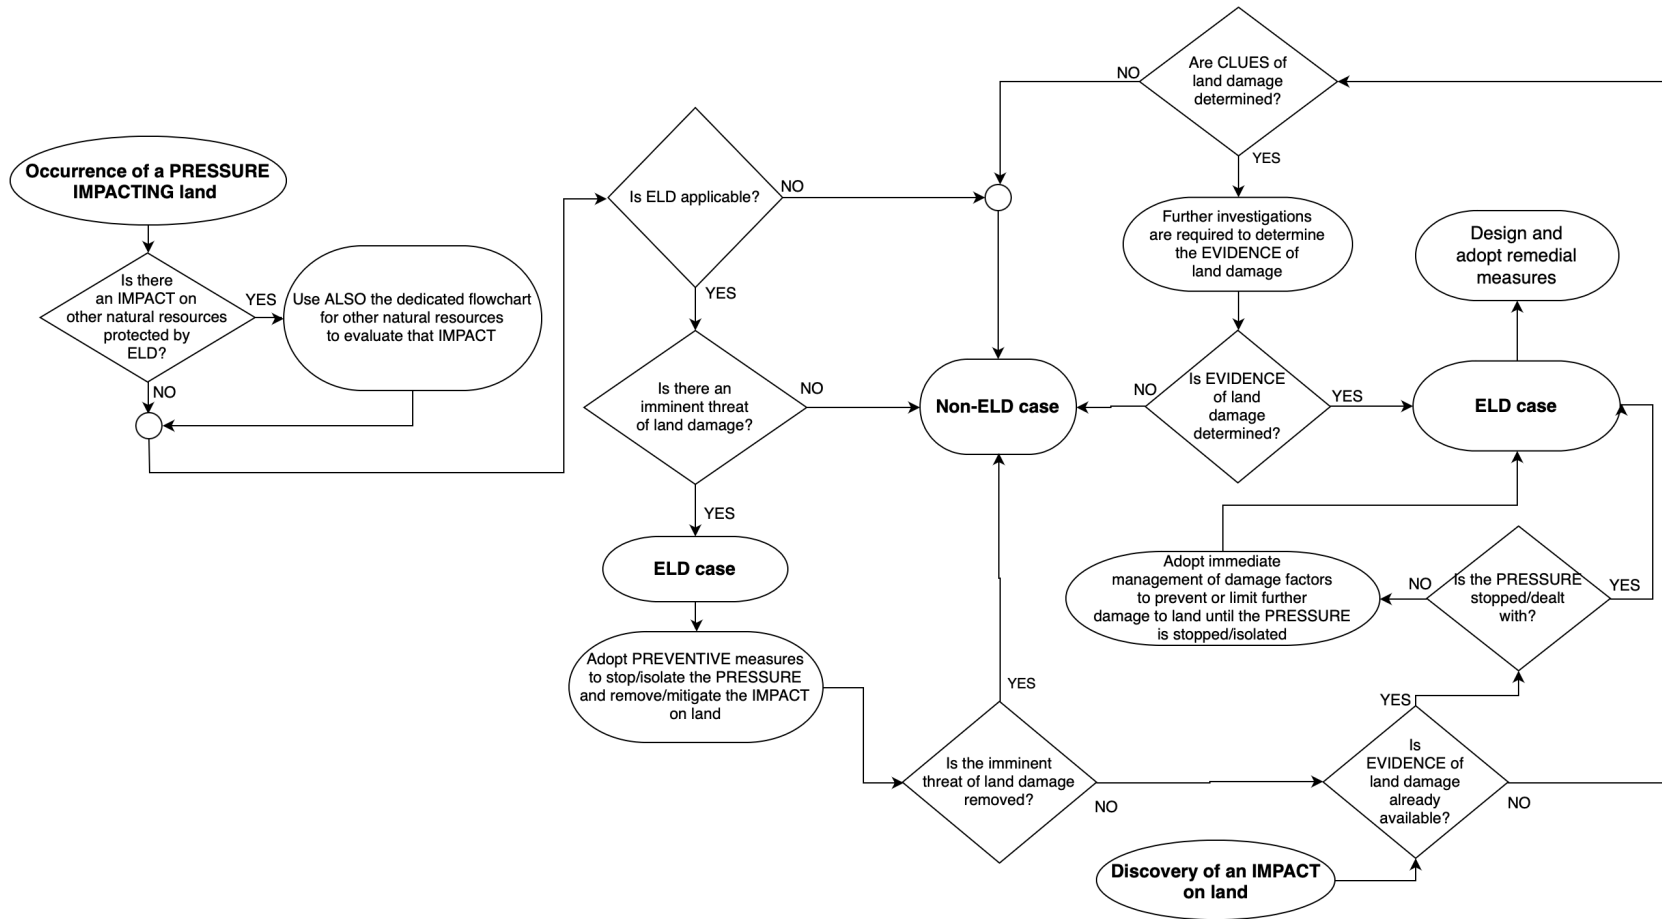 Occurrence of a PRESSURE
IMPACTING land
Is there
an IMPACT on
other natural resources
protected by
ELD?
YES
Use ALSO the dedicated flowchart
for other natural resources
to evaluate that IMPACT
NO
Is ELD applicable?
NO
YES
Is there an
imminent threat
of land damage?
NO
YES
ELD case
Adopt PREVENTIVE measures
to stop/isolate the PRESSURE
and remove/mitigate the IMPACT
on land
Is the imminent
threat of land damage
removed?
YES
NO
Non-ELD case
Are CLUES of
land damage
determined?
NO
YES
Further investigations
are required to determine
the EVIDENCE of
land damage
Is EVIDENCE
of land
damage
determined?
NO
YES
ELD case
Design and
adopt remedial
measures
Adopt immediate
management of damage factors
to prevent or limit further
damage to land until the PRESSURE
is stopped/isolated
NO
Is the PRESSURE
stopped/dealt
with?
YES
YES
Is
EVIDENCE of
land damage
already
available?
NO
Discovery of an IMPACT
on land